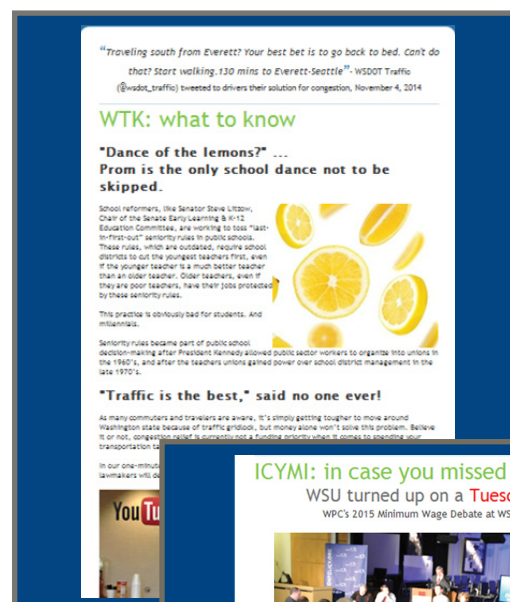 “Traveling south from Everett? Your best bet is to go back to bed. Can't do
that? Start walking.130 mins to Everett-Seattle”- WSDOT Traffic
(@wsdot_traffic) tweeted to drivers their solution for congestion, November 4, 2014
WTK: what to know
"Dance of the lemons?" ...
Prom is the only school dance not to be
skipped.
School reformers, like Senator Steve Litzow,
Chair of the Senate Early Learning & K-12
Education Committee, are working to toss "last-
in-first-out" seniority rules in public schools.
These rules, which are outdated, require school
districts to cut the youngest teachers first, even
if the younger teacher is a much better teacher
than an older teacher. Older teachers, even if
they are poor teachers, have their jobs protected
by these seniority rules.
This practice is obviously bad for students. And
millennials.
Seniority rules became part of public school
decision-making after President Kennedy allowed public sector workers to organize into unions in
the 1960's, and after the teachers unions gained power over school district management in the
late 1970's.
"Traffic is the best," said no one ever!
As many commuters and travelers are aware, it's simply getting tougher to move around
Washington state because of traffic gridlock, but money alone won't solve this problem. Believe
it or not, congestion relief is currently not a funding priority when it comes to spending your
transportation ta
In our one-minut
lawmakers will de
You Tu
ICYMI: in case you missed
WSU turned up on a Tues
WPC's 2015 Minimum Wage Debate at WS